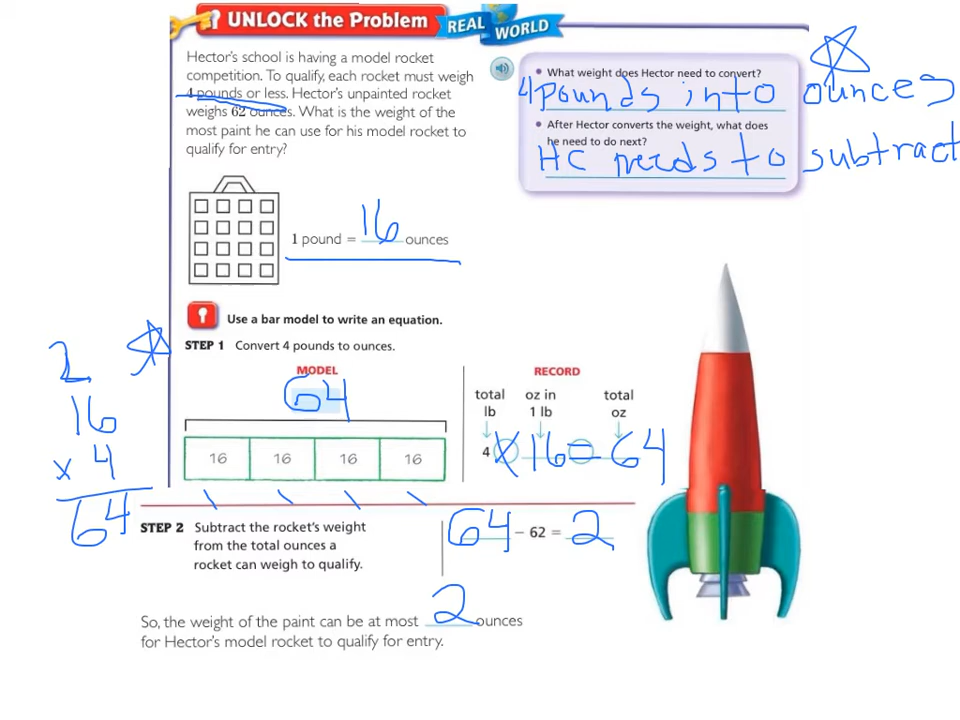 UNLOCK the Problem REAL WORLD
Hector's school is having a model rocket
competition. To qualify, each rocket must weigh
4 pounds or less. Hector's unpainted rocket
weighs 62 ounces. What is the weight of the
most paint he can use for his model rocket to
qualify for entry?
• What weight does Hector need to convert?
4 Pounds into ounces
• After Hector converts the weight, what does
he need to do next?
HC needs to subtract
1 pound = 16 ounces
Use a bar model to write an equation.
STEP 1 Convert 4 pounds to ounces.
MODEL
64
16 16 16 16
RECORD
total oz in total
lb 1 lb oz
4 × 16 = 64
2
16
x 4
64
STEP 2 Subtract the rocket's weight
from the total ounces a
rocket can weigh to qualify.
64 – 62 = 2
So, the weight of the paint can be at most 2 ounces
for Hector's model rocket to qualify for entry.